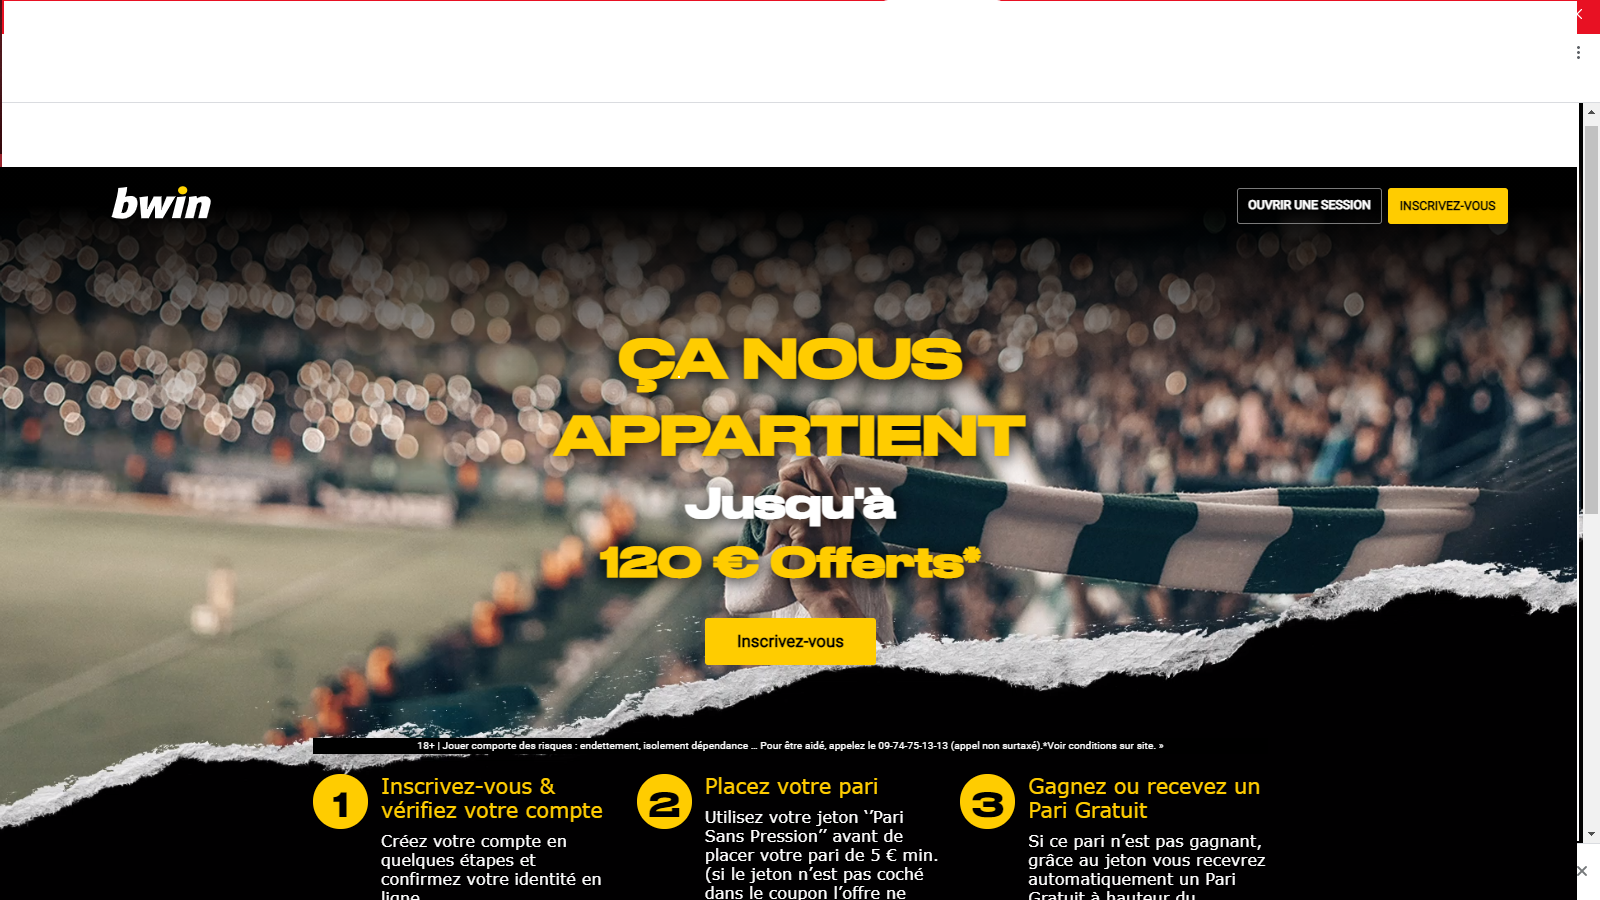 bwin
OUVRIR UNE SESSION
INSCRIVEZ-VOUS
ÇA NOUS
APPARTIENT
Jusqu'à
120 € Offerts*
Inscrivez-vous
18+ | Jouer comporte des risques : endettement, isolement dépendance ... Pour être aidé, appelez le 09-74-75-13-13 (appel non surtaxé).*Voir conditions sur site. »
1
Inscrivez-vous &
vérifiez votre compte
Créez votre compte en
quelques étapes et
confirmez votre identité en
ligne
2
Placez votre pari
Utilisez votre jeton ‘’Pari
Sans Pression’’ avant de
placer votre pari de 5 € min.
(si le jeton n’est pas coché
dans le coupon l’offre ne
3
Gagnez ou recevez un
Pari Gratuit
Si ce pari n’est pas gagnant,
grâce au jeton vous recevrez
automatiquement un Pari
Gratuit à hauteur du